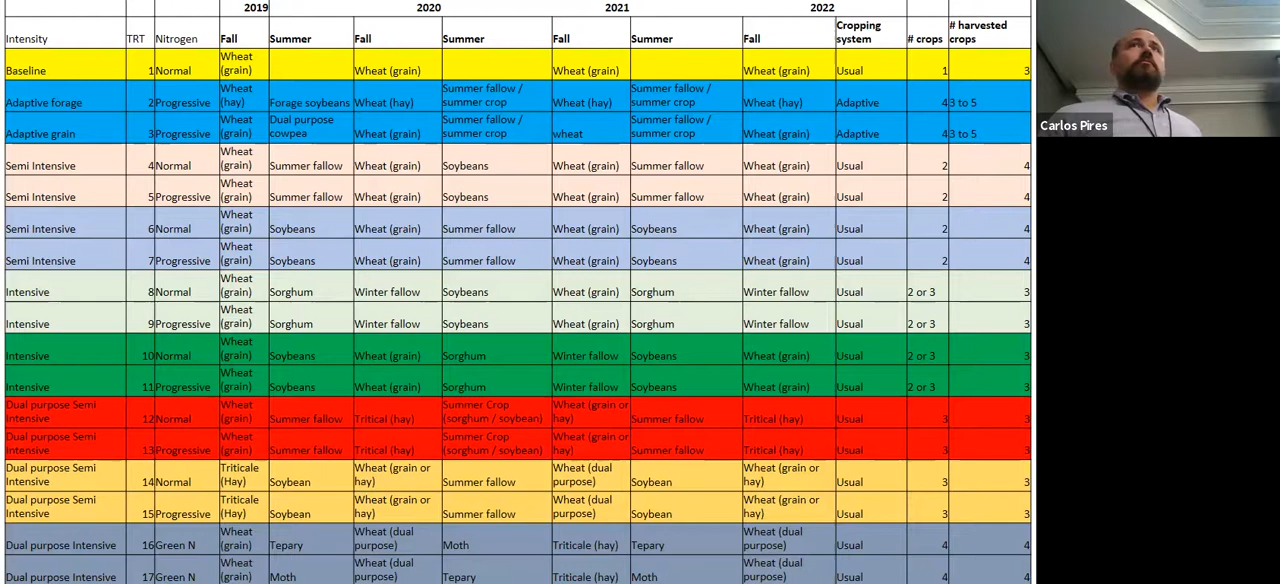 2019 2020 2021 2022
Intensity TRT Nitrogen Fall Summer Fall Summer Fall Summer Fall Cropping system # crops # harvested crops
Baseline 1 Normal Wheat (grain) Wheat (grain) Wheat (grain) Wheat (grain) Usual 1 3
Adaptive forage 2 Progressive Wheat (hay) Forage soybeans Wheat (hay) Summer fallow / summer crop Wheat (hay) Summer fallow / summer crop Wheat (hay) Adaptive 4 3 to 5
Adaptive grain 3 Progressive Wheat (grain) Dual purpose cowpea Wheat (grain) Summer fallow / summer crop wheat Summer fallow / summer crop Wheat (grain) Adaptive 4 3 to 5
Semi Intensive 4 Normal Wheat (grain) Summer fallow Wheat (grain) Soybeans Wheat (grain) Summer fallow Wheat (grain) Usual 2 4
Semi Intensive 5 Progressive Wheat (grain) Summer fallow Wheat (grain) Soybeans Wheat (grain) Summer fallow Wheat (grain) Usual 2 4
Semi Intensive 6 Normal Wheat (grain) Soybeans Wheat (grain) Summer fallow Wheat (grain) Soybeans Wheat (grain) Usual 2 4
Semi Intensive 7 Progressive Wheat (grain) Soybeans Wheat (grain) Summer fallow Wheat (grain) Soybeans Wheat (grain) Usual 2 4
Intensive 8 Normal Wheat (grain) Sorghum Winter fallow Soybeans Wheat (grain) Sorghum Winter fallow Usual 2 or 3 3
Intensive 9 Progressive Wheat (grain) Sorghum Winter fallow Soybeans Wheat (grain) Sorghum Winter fallow Usual 2 or 3 3
Intensive 10 Normal Wheat (grain) Soybeans Wheat (grain) Sorghum Winter fallow Soybeans Wheat (grain) Usual 2 or 3 3
Intensive 11 Progressive Wheat (grain) Soybeans Wheat (grain) Sorghum Winter fallow Soybeans Wheat (grain) Usual 2 or 3 3
Dual purpose Semi Intensive 12 Normal Wheat (grain) Summer fallow Tritical (hay) Summer Crop (sorghum / soybean) Wheat (grain or hay) Summer fallow Tritical (hay) Usual 3 3
Dual purpose Semi Intensive 13 Progressive Wheat (grain) Summer fallow Tritical (hay) Summer Crop (sorghum / soybean) Wheat (grain or hay) Summer fallow Tritical (hay) Usual 3 3
Dual purpose Semi Intensive 14 Normal Triticale (Hay) Soybean Wheat (grain or hay) Summer fallow Wheat (dual purpose) Soybean Wheat (grain or hay) Usual 3 3
Dual purpose Semi Intensive 15 Progressive Triticale (Hay) Soybean Wheat (grain or hay) Summer fallow Wheat (dual purpose) Soybean Wheat (grain or hay) Usual 3 3
Dual purpose Intensive 16 Green N Wheat (grain) Tepary Wheat (dual purpose) Moth Triticale (hay) Tepary Wheat (dual purpose) Usual 4 4
Dual purpose Intensive 17 Green N Wheat (grain) Moth Wheat (dual purpose) Tepary Triticale (hay) Moth Wheat (dual purpose) Usual 4 4
Carlos Pires